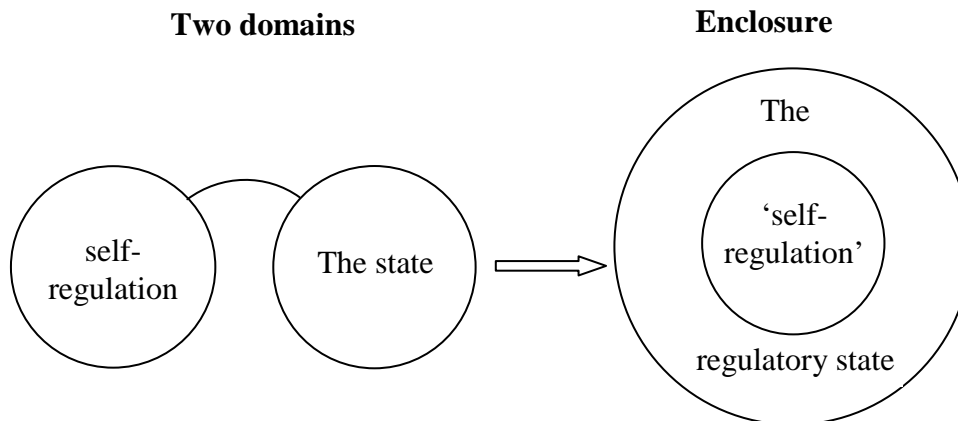 Two domains
Enclosure
self-
regulation
The state
The
‘self-
regulation’
regulatory state